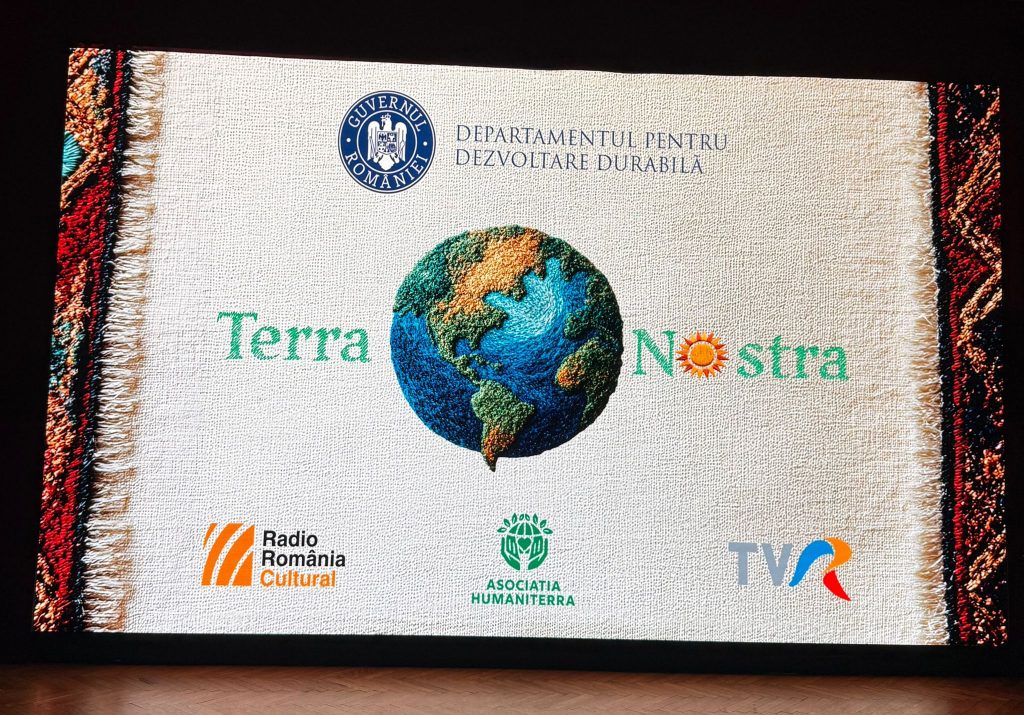 GUVERNUL ROMÂNIEI
DEPARTAMENTUL PENTRU
DEZVOLTARE DURABILĂ
Terra Nostra
Radio
România
Cultural
ASOCIATIA
HUMANITERRA
TVR